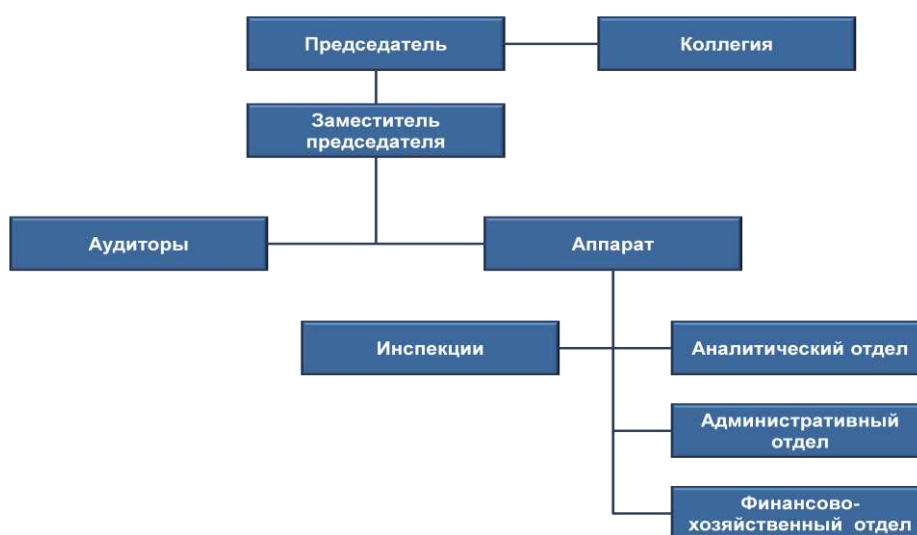 Председатель
Коллегия
Заместитель
председателя
Аудиторы
Аппарат
Инспекции
Аналитический отдел
Административный
отдел
Финансово-
хозяйственный отдел